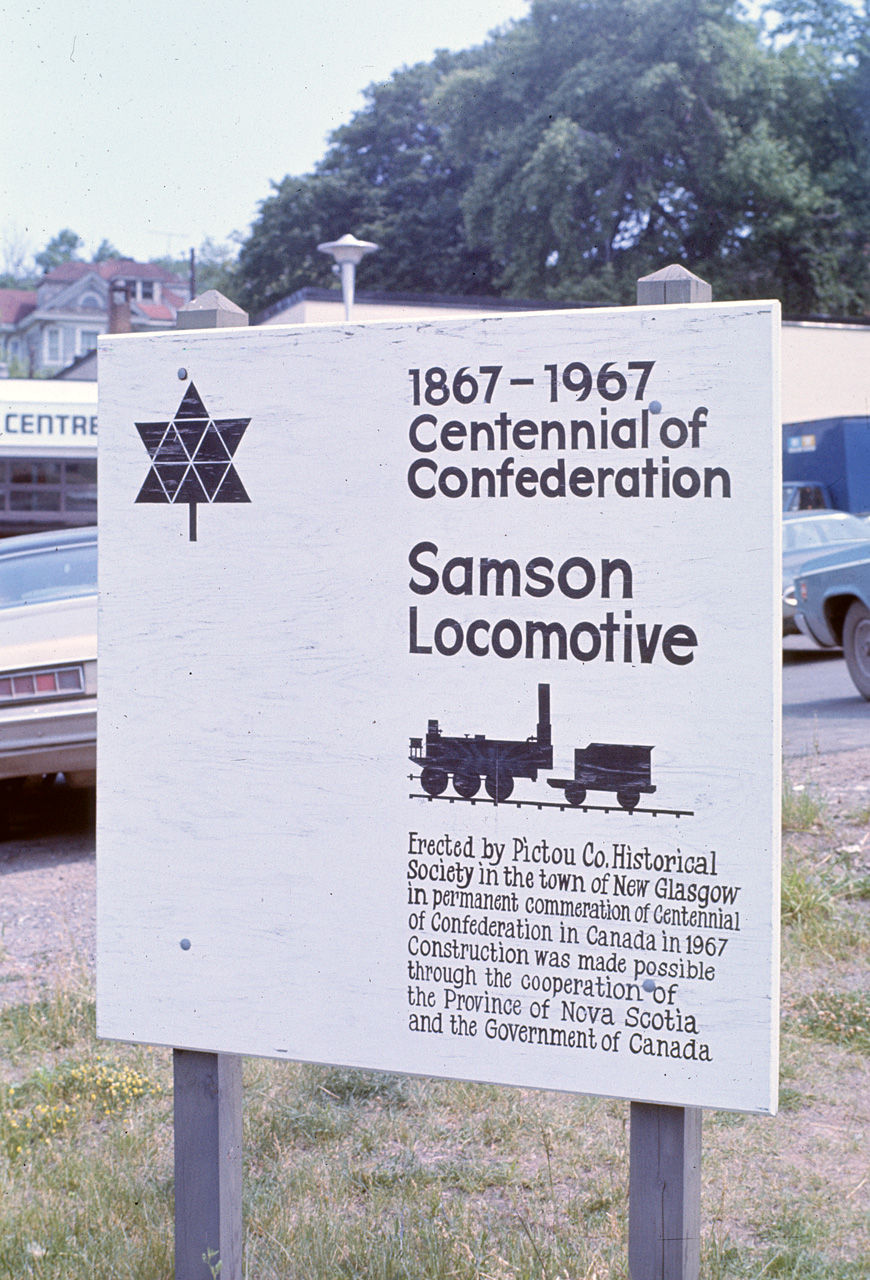 CENTRE
1867-1967
Centennial of
Confederation
Samson
Locomotive
Erected by Pictou Co. Historical
Society in the town of New Glasgow
in permanent commeration of Centennial
of Confederation in Canada in 1967
Construction was made possible
through the cooperation of
the Province of Nova Scotia
and the Government of Canada